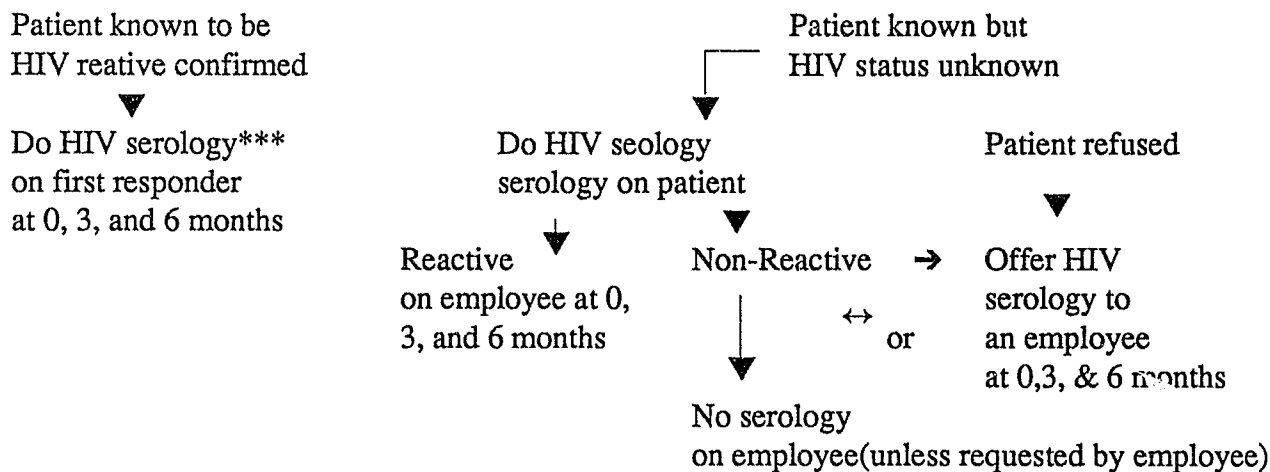 Patient known to be
HIV reative confirmed
Do HIV serology***
on first responder
at 0, 3, and 6 months
Patient known but
HIV status unknown
Do HIV seology
serology on patient
Patient refused
Reactive
on employee at 0,
3, and 6 months
Non-Reactive
or
Offer HIV
serology to
an employee
at 0,3, & 6 months
No serology
on employee(unless requested by employee)